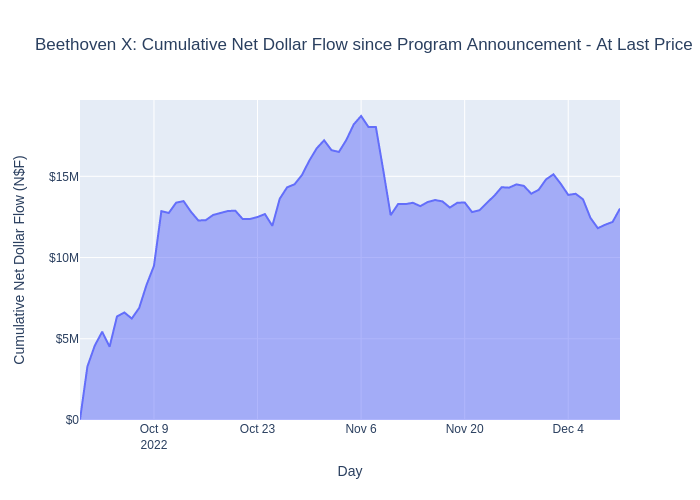 Beethoven X: Cumulative Net Dollar Flow since Program Announcement - At Last Price
Cumulative Net Dollar Flow (N$F)
$15M
$10M
$5M
$0
Oct 9
2022
Oct 23
Nov 6
Nov 20
Dec 4
Day